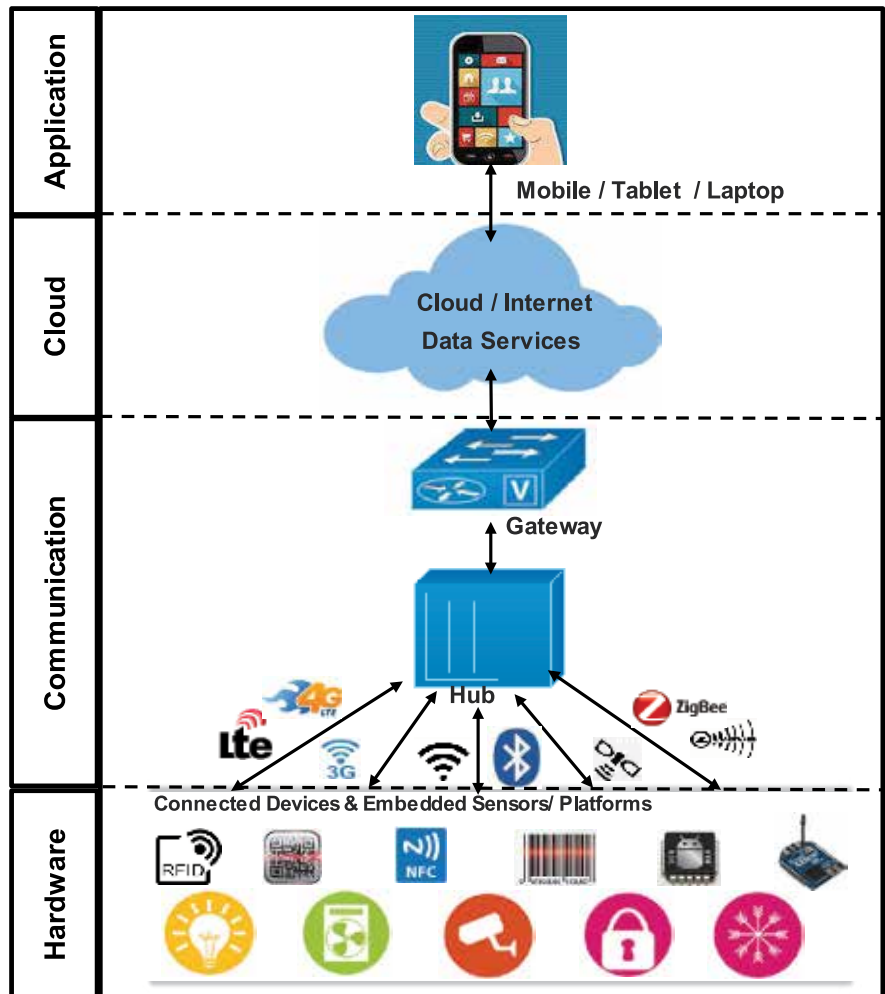 Application
Mobile / Tablet / Laptop
Cloud
Cloud / Internet
Data Services
Communication
V
Gateway
Hub
4G
LTE
Lte
3G
ZigBee
Hardware
Connected Devices & Embedded Sensors/ Platforms
RFID
N
NFC